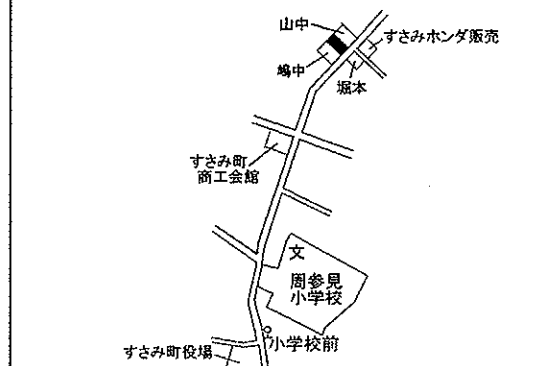 山中
すさみホンダ販売
嶋中
堀本
すさみ町
商工会館
文
周参見
小学校
小学校前
すさみ町役場